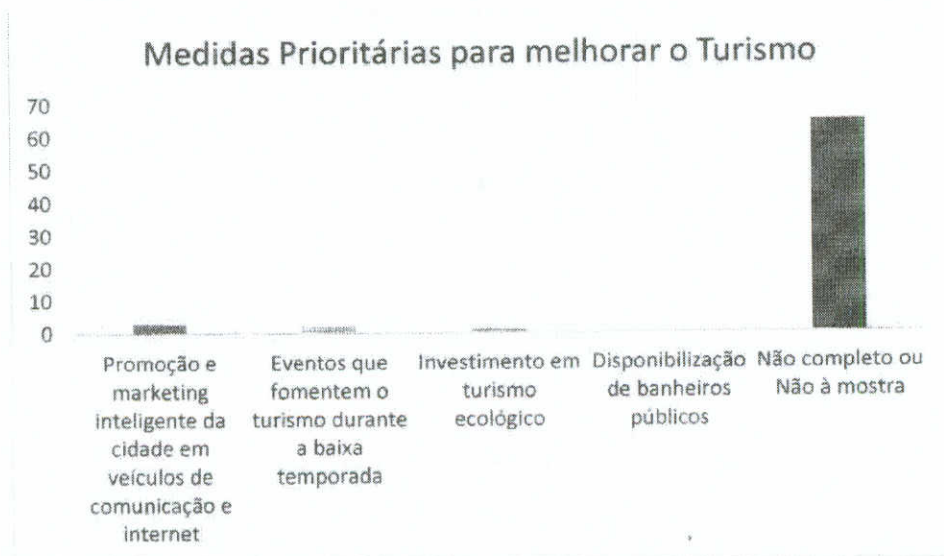 Medidas Prioritárias para melhorar o Turismo
70
60
50
40
30
20
10
0
Promoção e
marketing
inteligente da
cidade em
veículos de
comunicação e
internet
Eventos que
fomentem o
turismo durante
a baixa
temporada
Investimento em
turismo
ecológico
Disponibilização
de banheiros
públicos
Não completo ou
Não à mostra